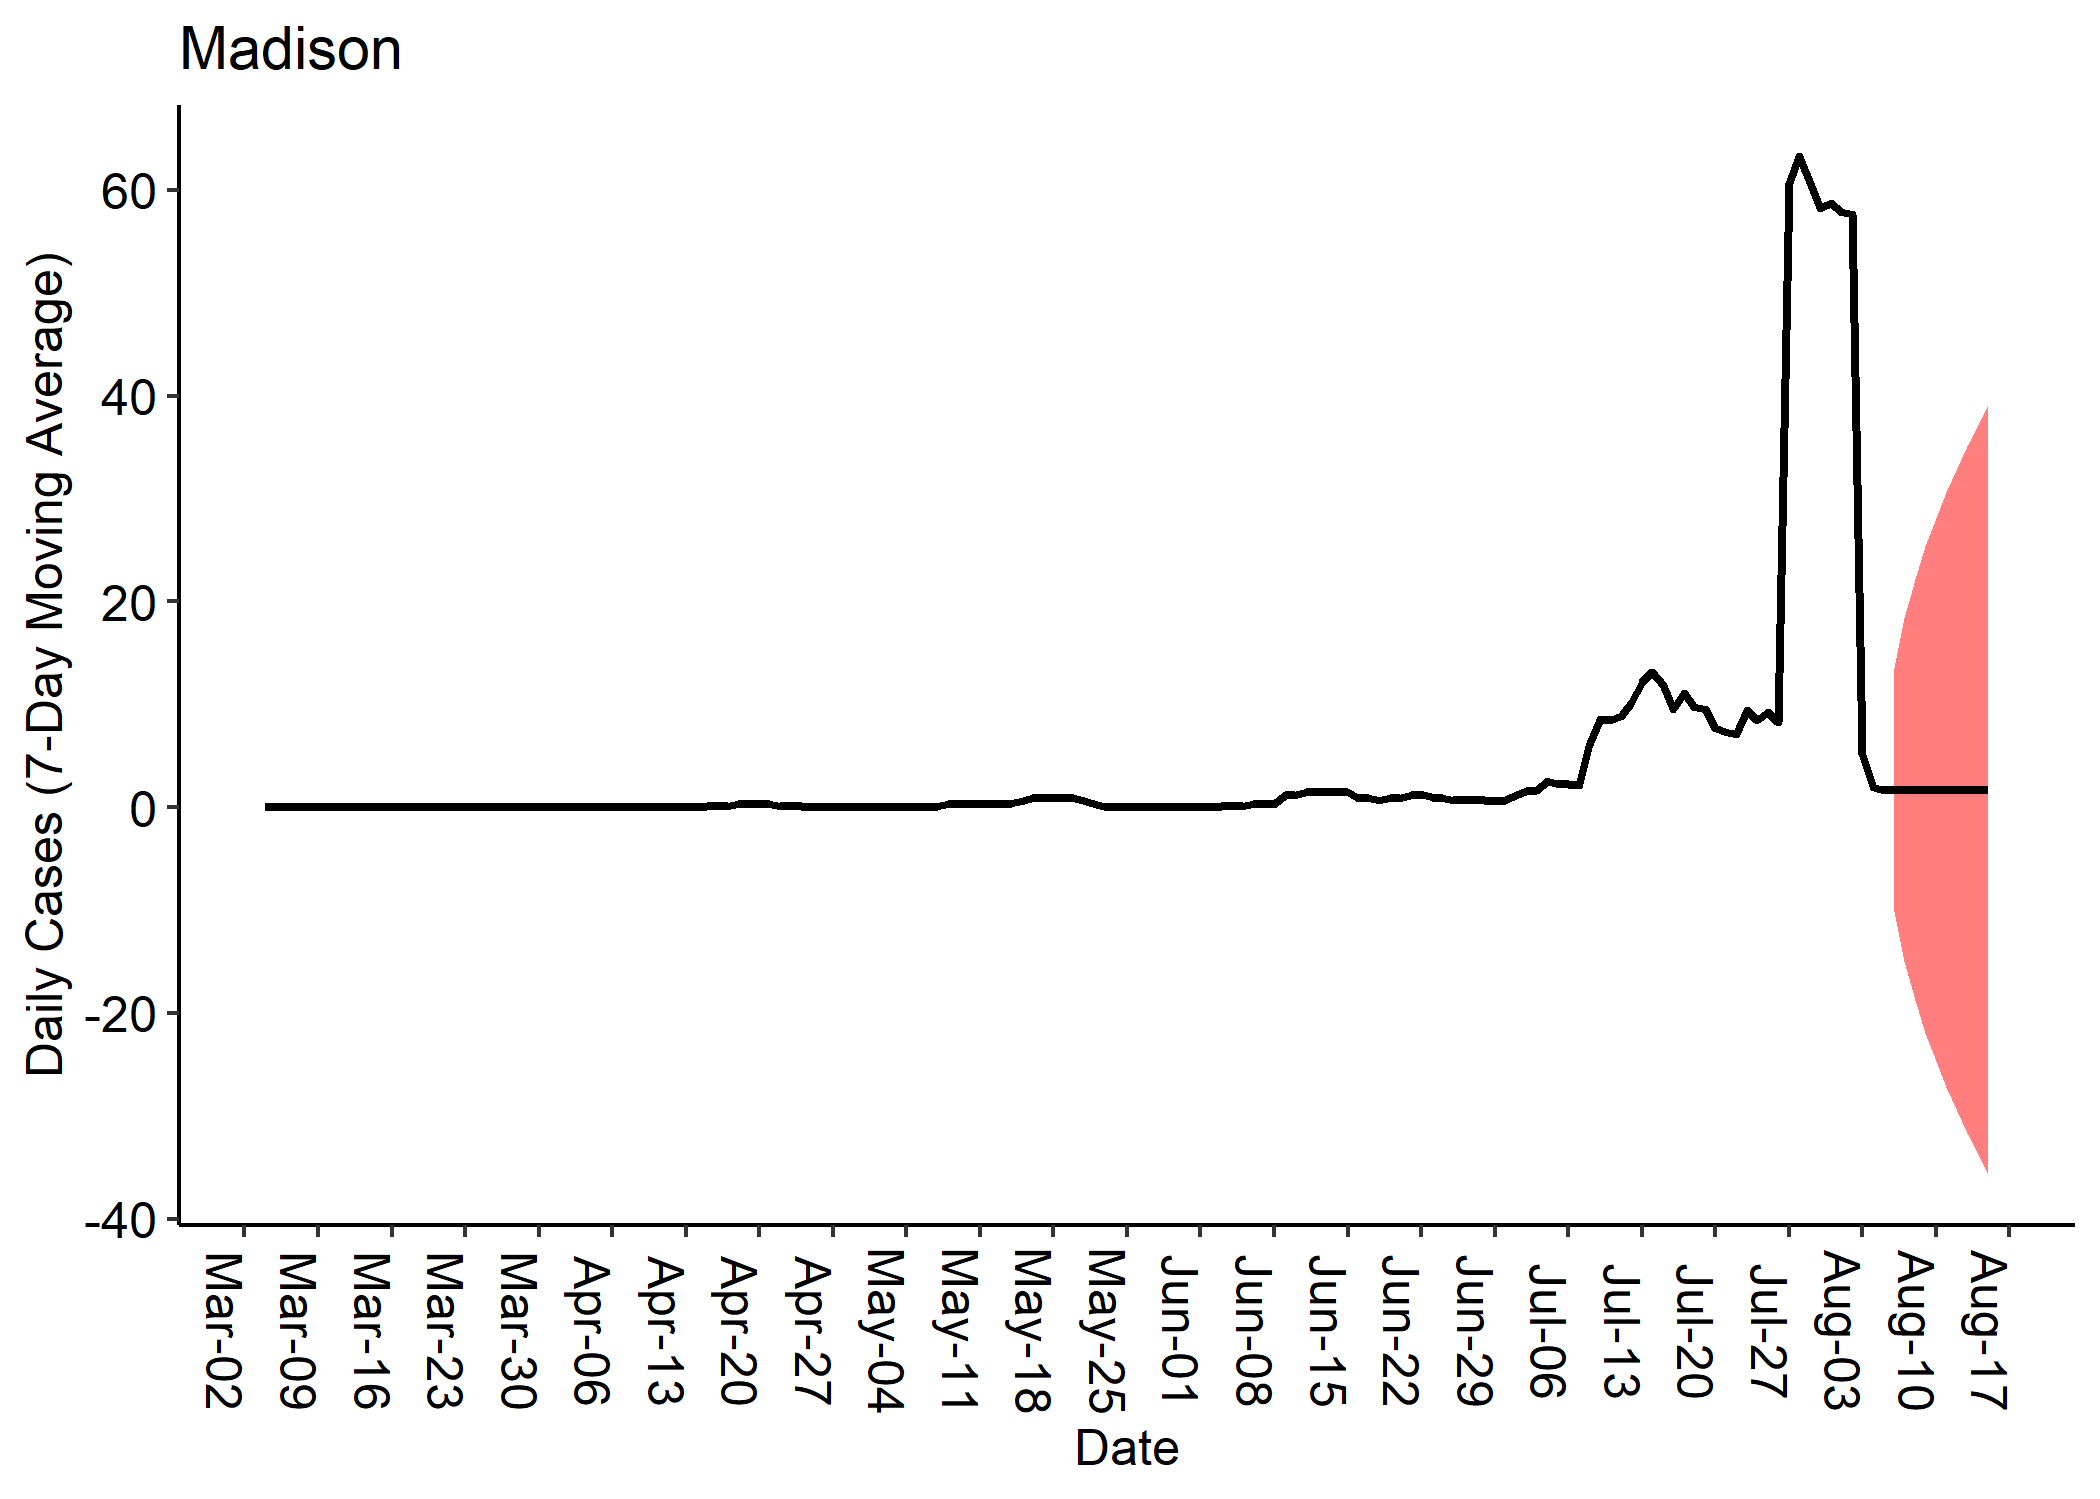 Madison
Daily Cases (7-Day Moving Average)
60
40
20
0
-20
-40
Mar-02
Mar-09
Mar-16
Mar-23
Mar-30
Apr-06
Apr-13
Apr-20
Apr-27
May-04
May-11
May-18
May-25
Jun-01
Jun-08
Jun-15
Jun-22
Jun-29
Jul-06
Jul-13
Jul-20
Jul-27
Aug-03
Aug-10
Aug-17
Date